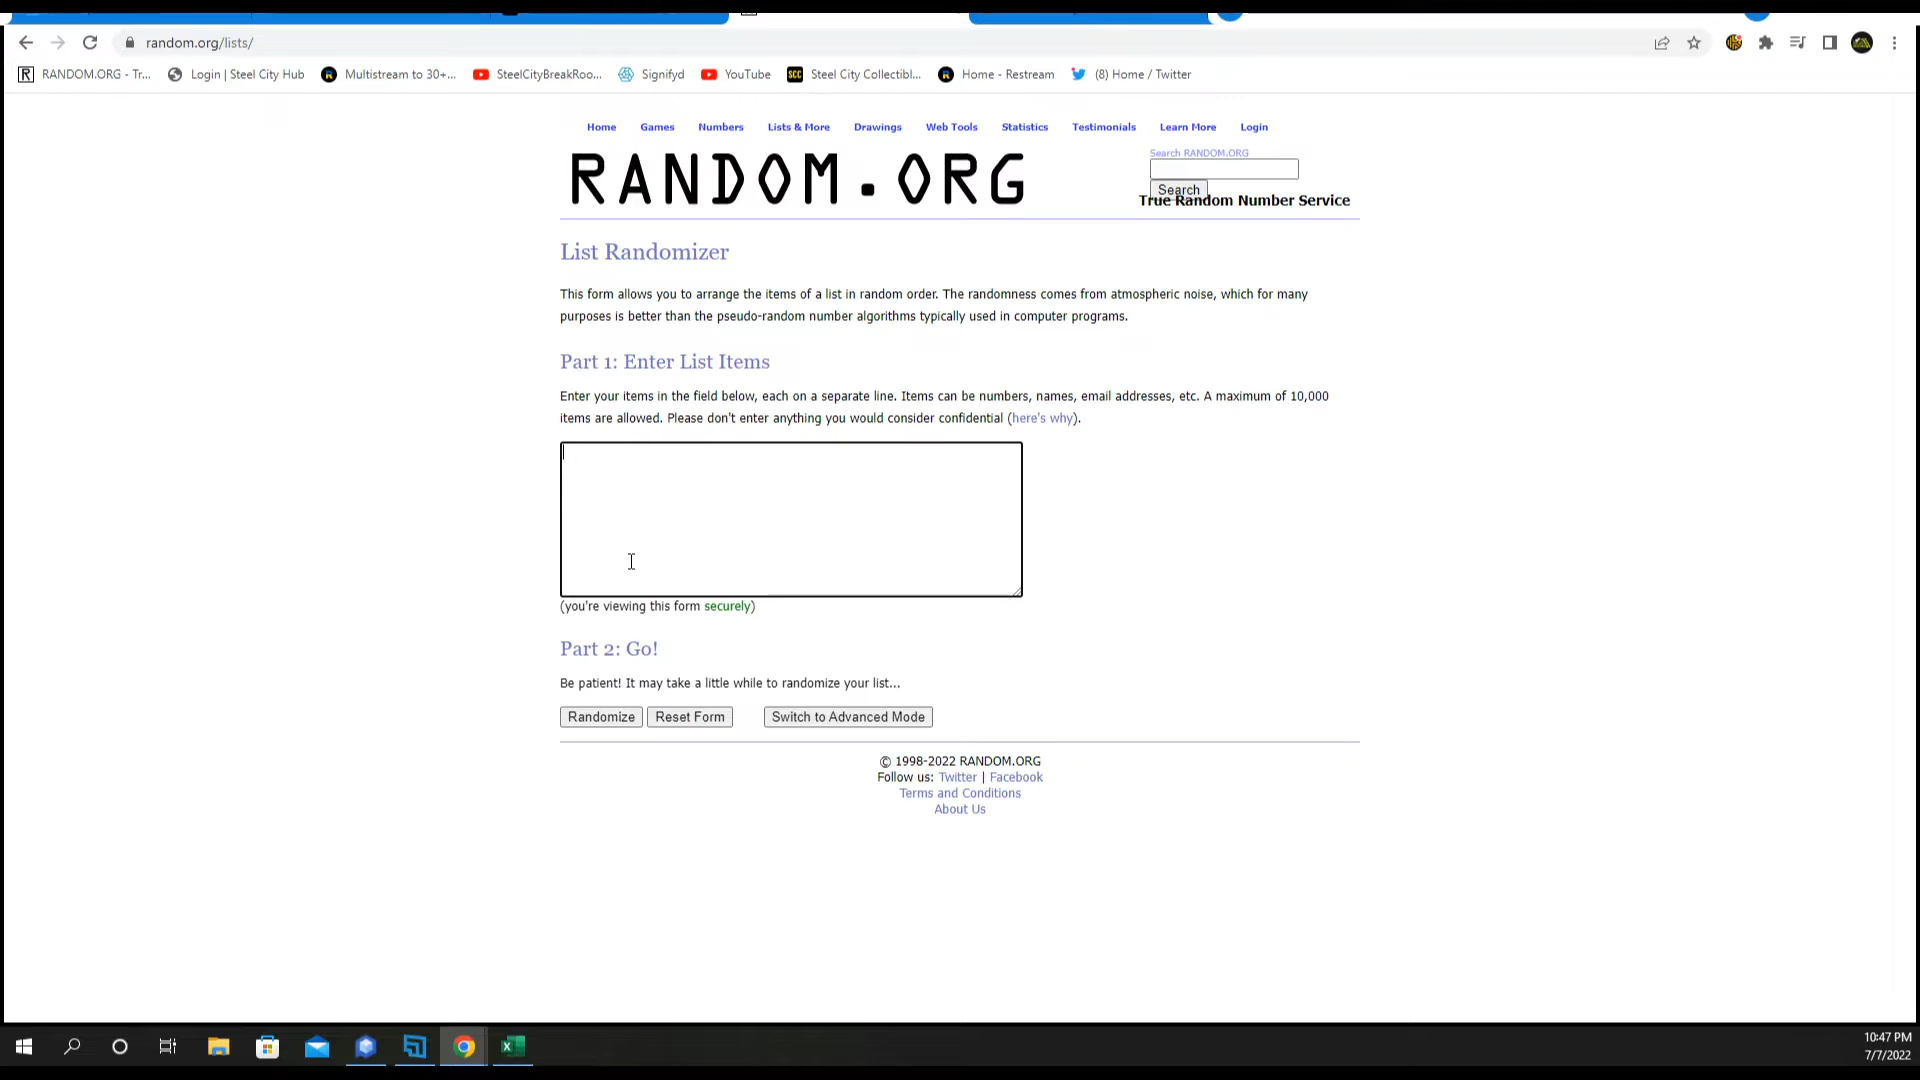 random.org/lists/
RANDOM.ORG - Tr... Login | Steel City Hub Multistream to 30+... SteelCityBreakRoo... Signifyd YouTube SCC Steel City Collectibl... Home - Restream (8) Home / Twitter
Home Games Numbers Lists & More Drawings Web Tools Statistics Testimonials Learn More Login
RANDOM.ORG
Search RANDOM.ORG
Search
True Random Number Service
List Randomizer
This form allows you to arrange the items of a list in random order. The randomness comes from atmospheric noise, which for many
purposes is better than the pseudo-random number algorithms typically used in computer programs.
Part 1: Enter List Items
Enter your items in the field below, each on a separate line. Items can be numbers, names, email addresses, etc. A maximum of 10,000
items are allowed. Please don't enter anything you would consider confidential (here's why).
(you're viewing this form securely)
Part 2: Go!
Be patient! It may take a little while to randomize your list...
Randomize Reset Form Switch to Advanced Mode
© 1998-2022 RANDOM.ORG
Follow us: Twitter | Facebook
Terms and Conditions
About Us
10:47 PM
7/7/2022